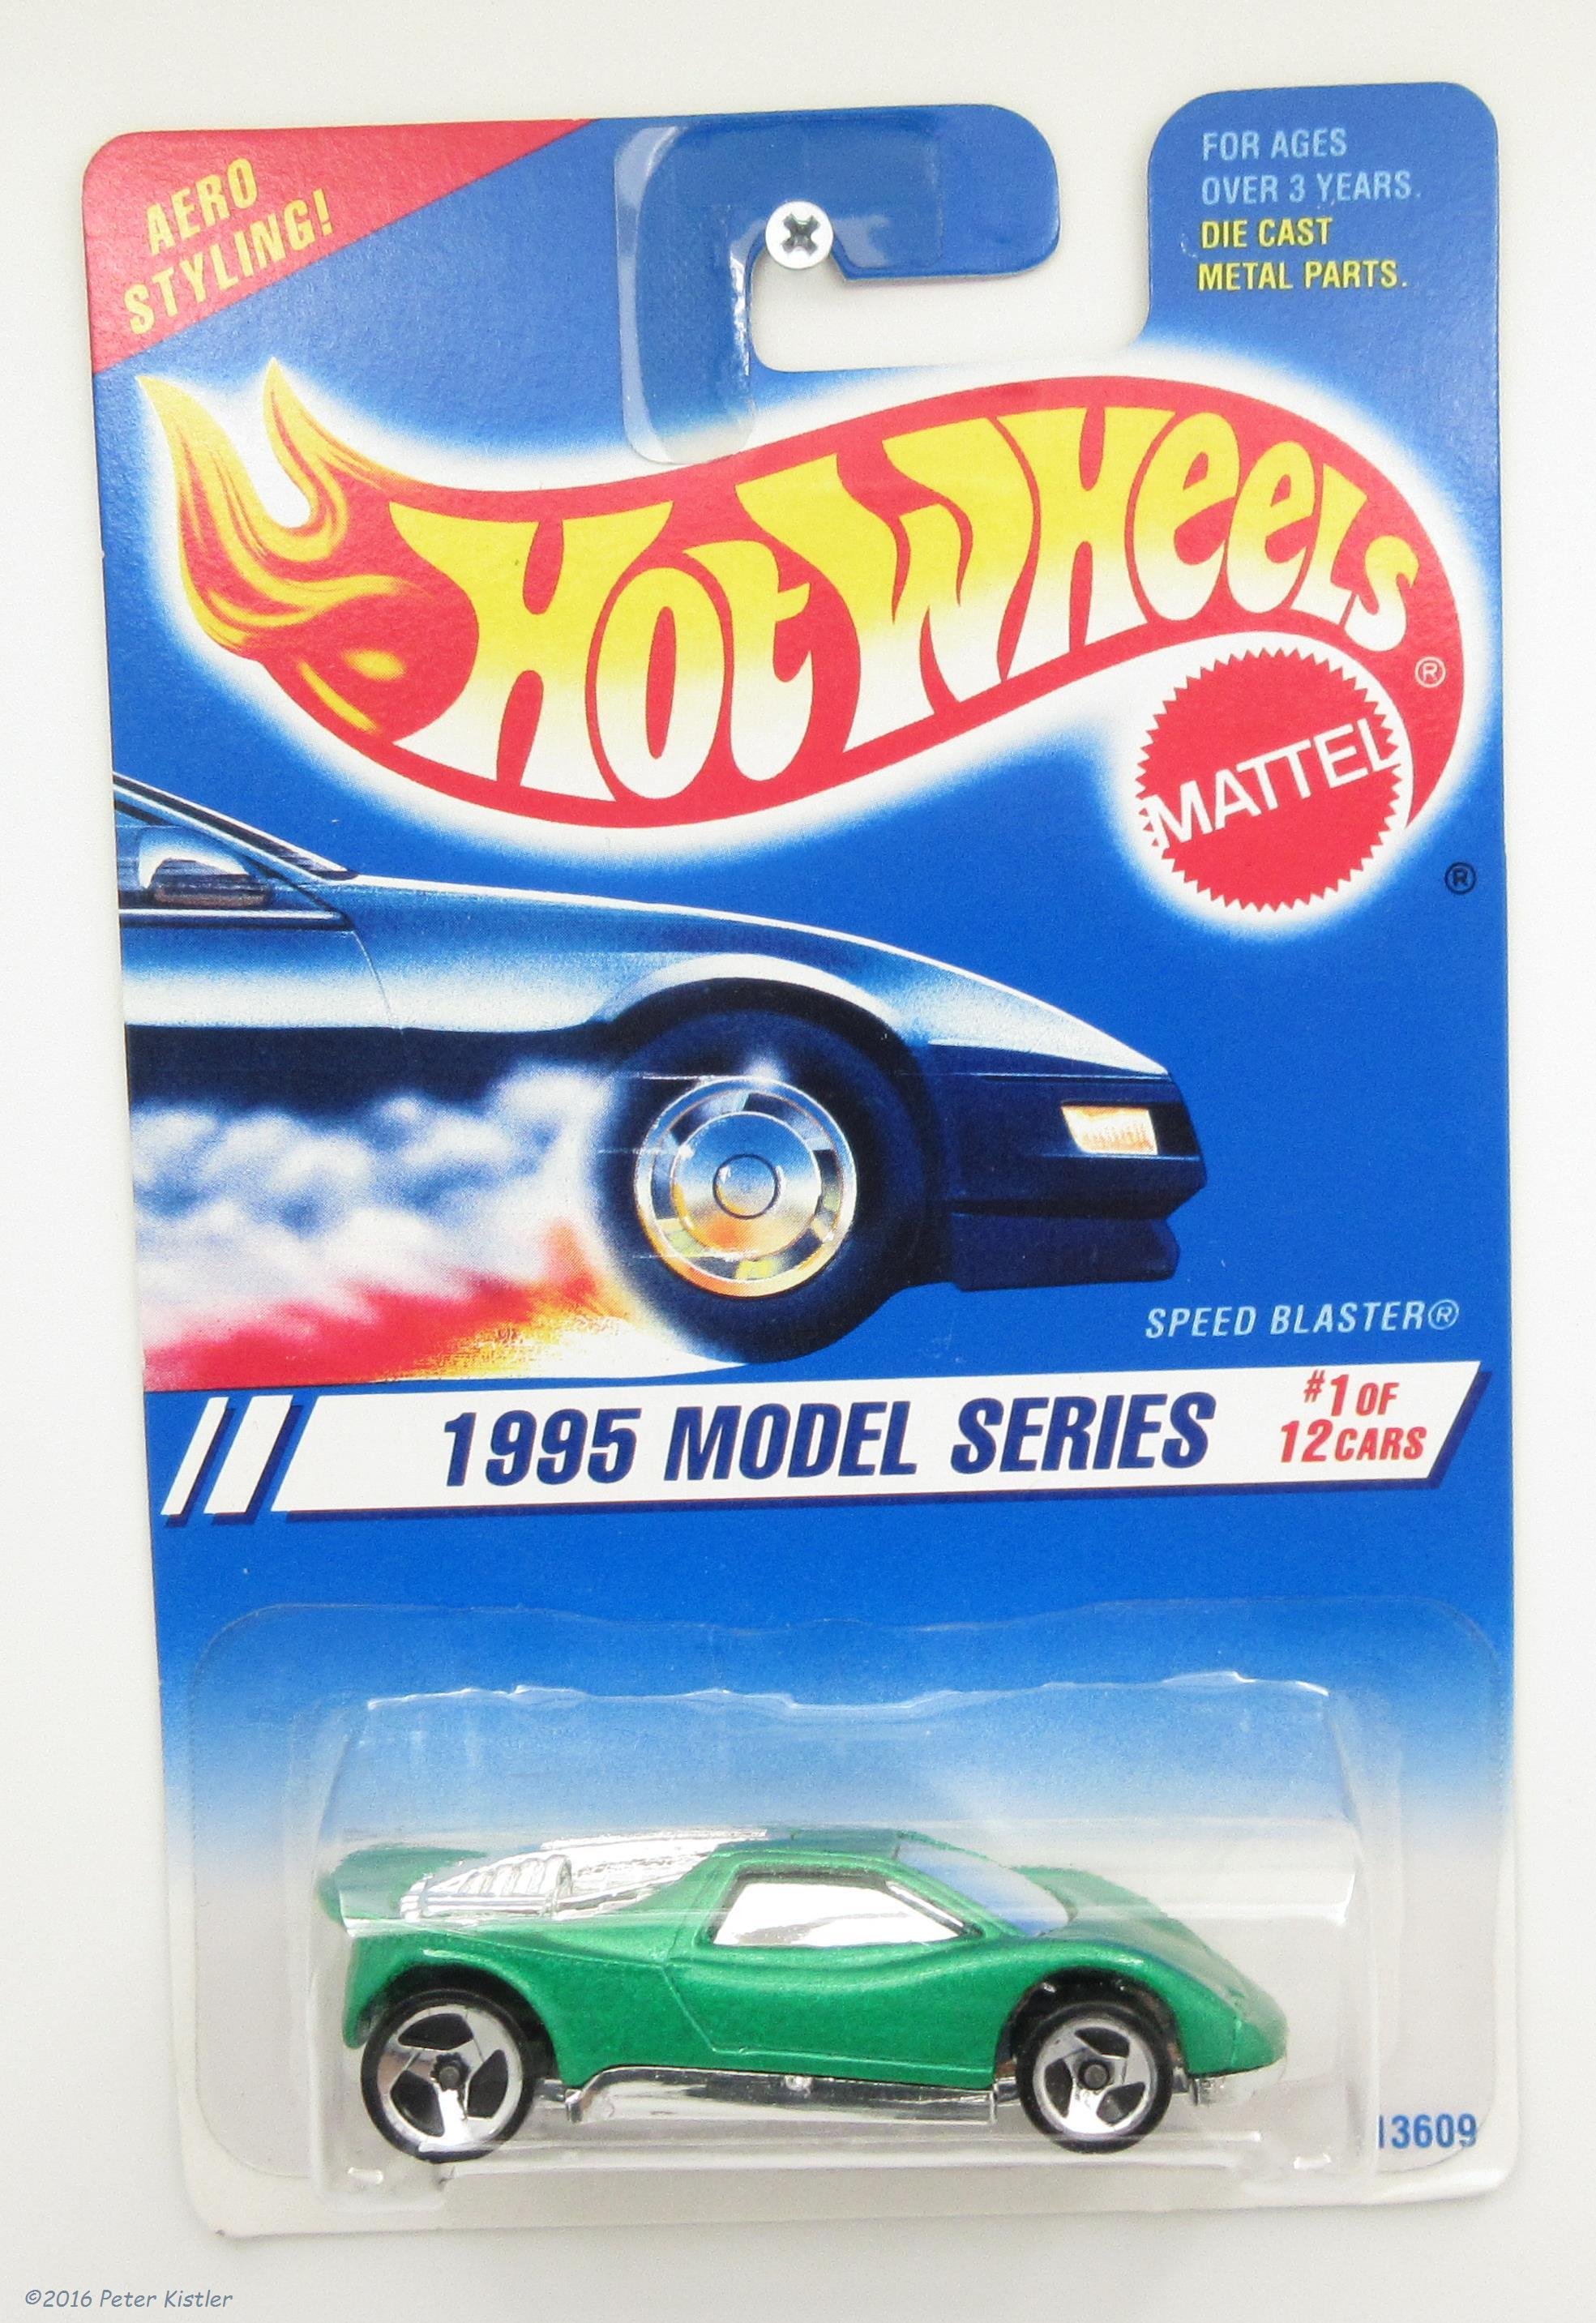 AERO
STYLING!
FOR AGES
OVER 3 YEARS.
DIE CAST
METAL PARTS.
HOT WHEELS ®
MATTEL
®
SPEED BLASTER®
1995 MODEL SERIES
#1 OF
12 CARS
13609
©2016 Peter Kistler